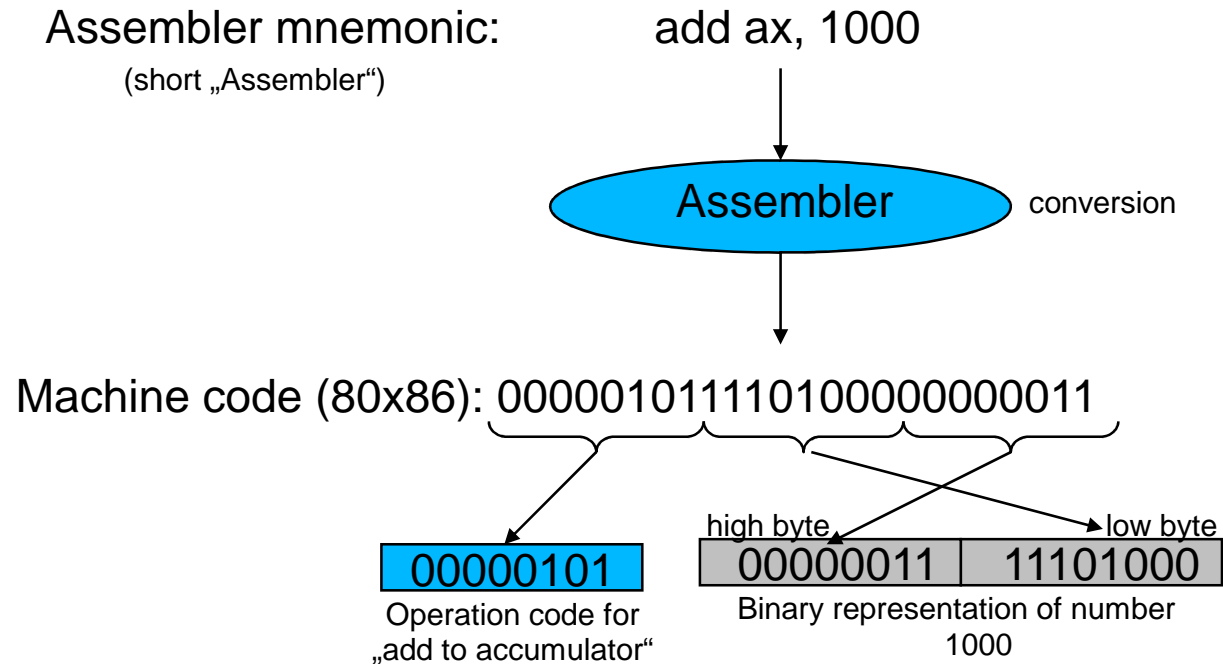 Assembler mnemonic: add ax, 1000
(short „Assembler“)
Assembler conversion
Machine code (80x86): 000001011110100000000011
high byte low byte
00000101 00000011 11101000
Operation code for Binary representation of number
„add to accumulator“ 1000